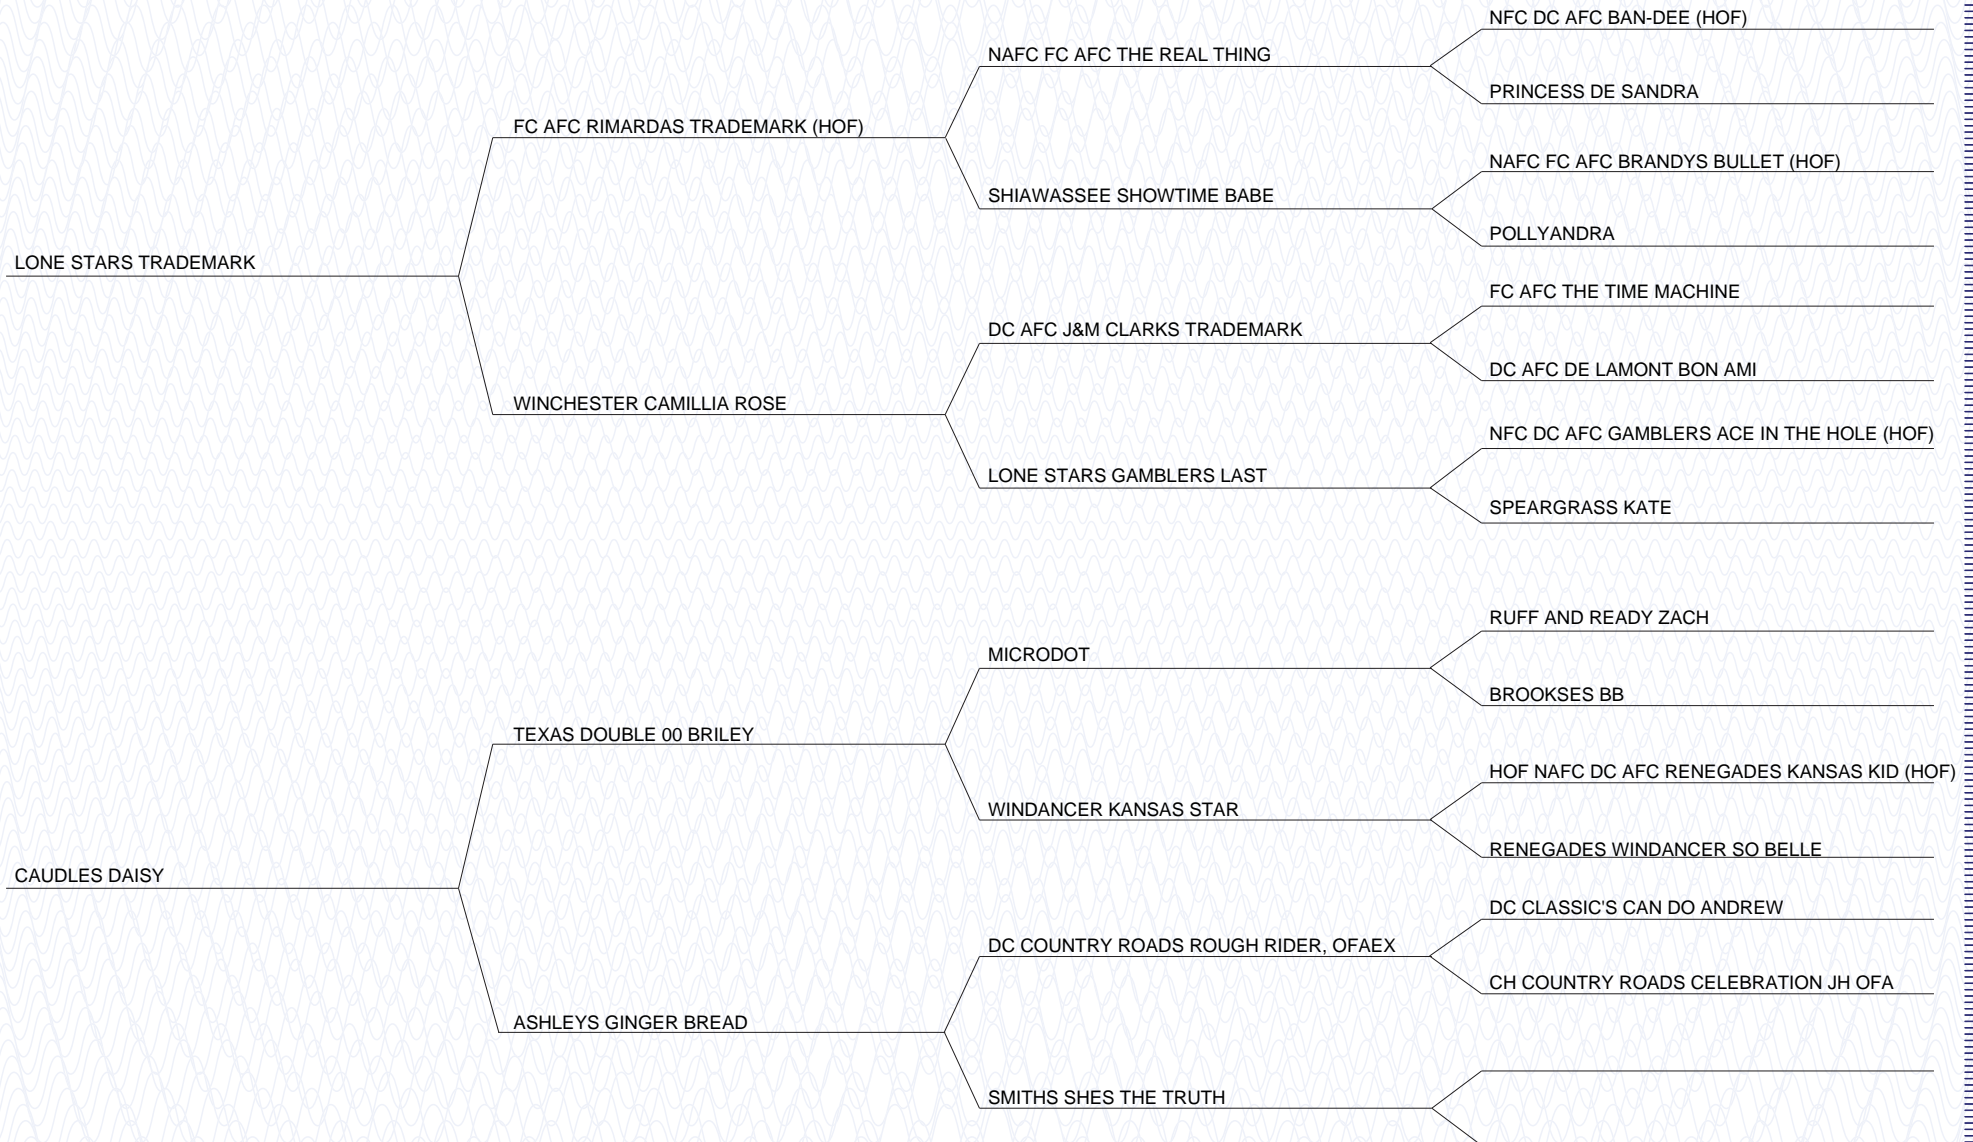 NFC DC AFC BAN-DEE (HOF)
NAFC FC AFC THE REAL THING
PRINCESS DE SANDRA
FC AFC RIMARDAS TRADEMARK (HOF)
NAFC FC AFC BRANDYS BULLET (HOF)
SHIAWASSEE SHOWTIME BABE
POLLYANDRA
LONE STARS TRADEMARK
FC AFC THE TIME MACHINE
DC AFC J&M CLARKS TRADEMARK
DC AFC DE LAMONT BON AMI
WINCHESTER CAMILLIA ROSE
NFC DC AFC GAMBLERS ACE IN THE HOLE (HOF)
LONE STARS GAMBLERS LAST
SPEARGRASS KATE
RUFF AND READY ZACH
MICRODOT
BROOKSES BB
TEXAS DOUBLE 00 BRILEY
HOF NAFC DC AFC RENEGADES KANSAS KID (HOF)
WINDANCER KANSAS STAR
RENEGADES WINDANCER SO BELLE
CAUDLES DAISY
DC CLASSIC'S CAN DO ANDREW
DC COUNTRY ROADS ROUGH RIDER, OFAEX
CH COUNTRY ROADS CELEBRATION JH OFA
ASHLEYS GINGER BREAD
SMITHS SHES THE TRUTH